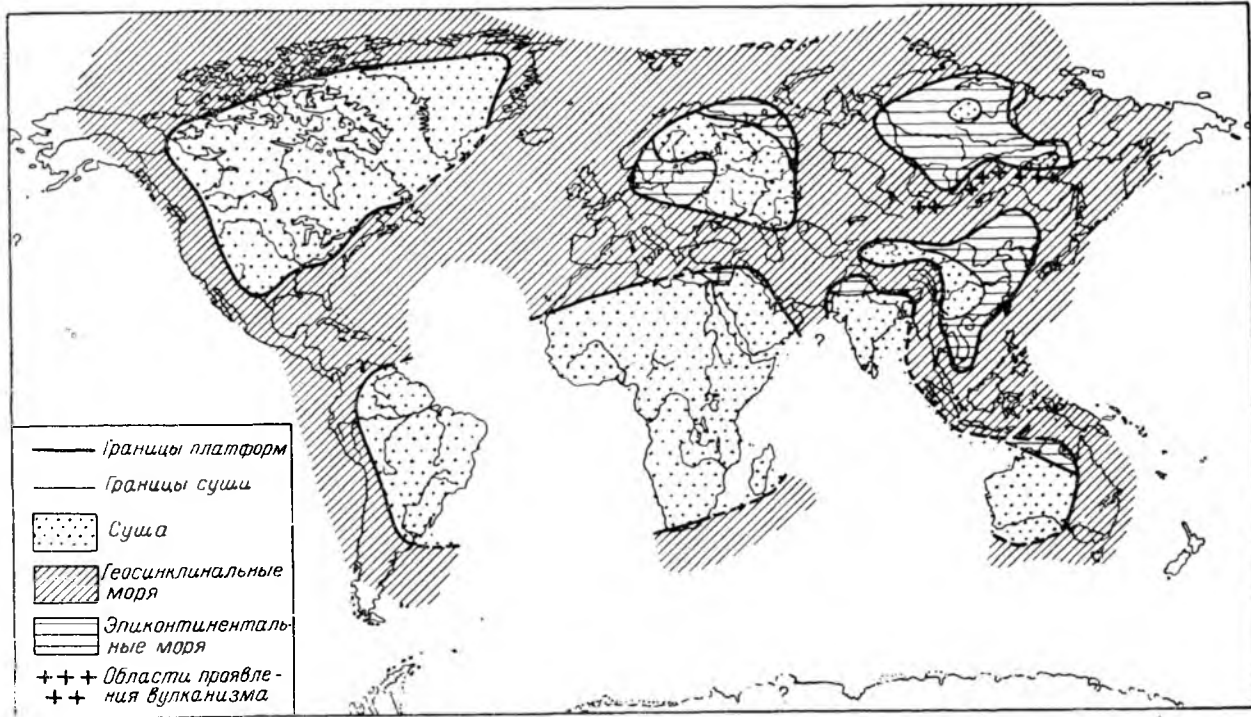 ?
?
?
Границы платформ
Границы суши
Суша
Геосинклинальные
моря
Эпиконтиненталь-
ные моря
Области проявле-
ния вулканизма